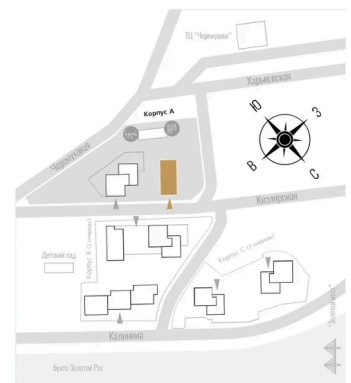 ТЦ "Черемушки"
Харьковская
Корпус А
Черемуховая
Ю
З
В
С
Кизлярская
Детский сад
Корпус В (2 очередь)
Корпус С (3 очередь)
Калинина
бухта Золотой Рог